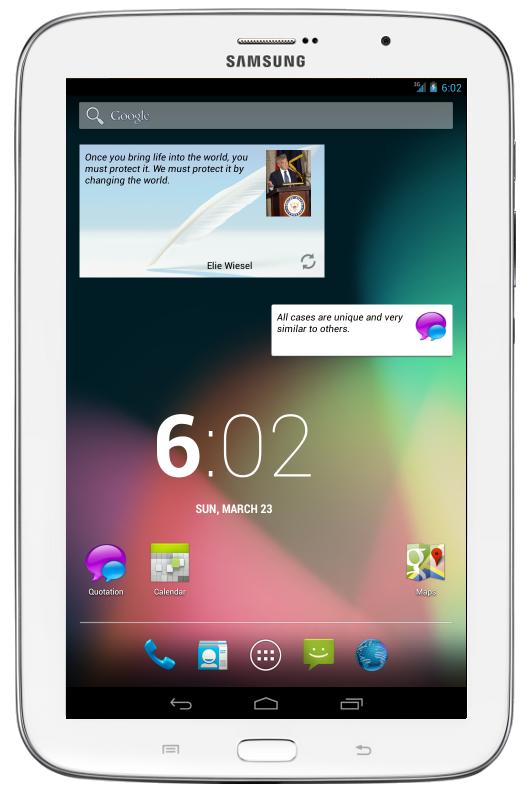 SAMSUNG
3G 6:02
Google
Once you bring life into the world, you
must protect it. We must protect it by
changing the world.
Elie Wiesel
All cases are unique and very
similar to others.
6:02
SUN, MARCH 23
Quotation
Calendar
Maps